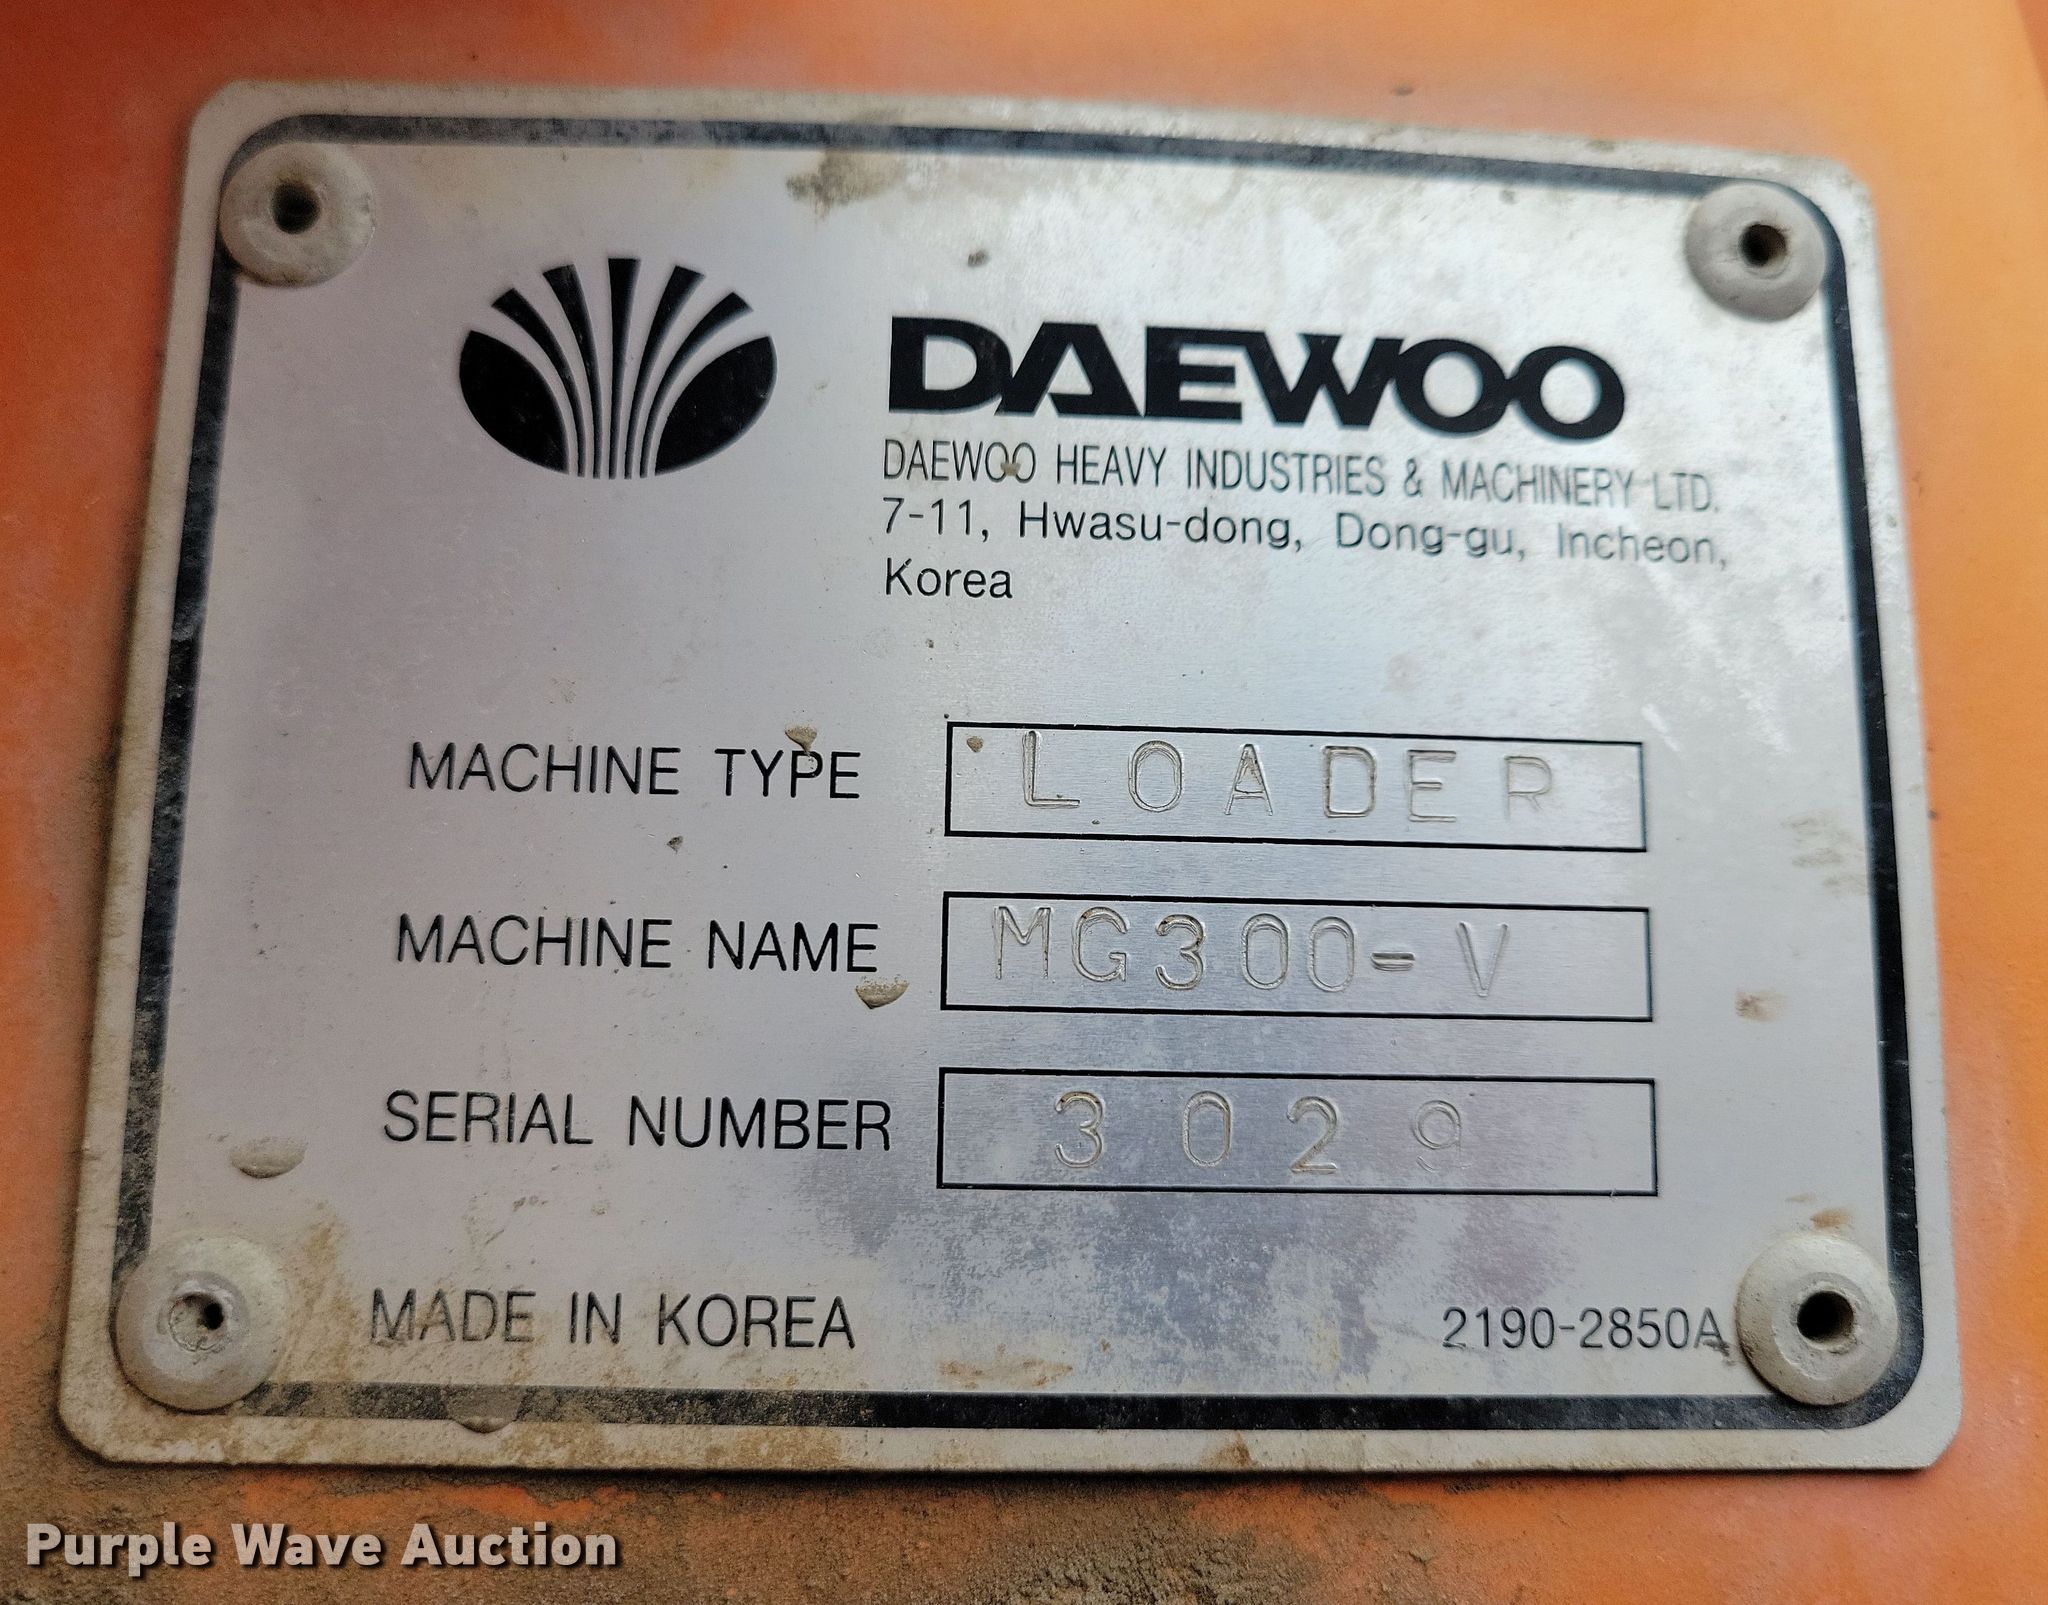 DAEWOO
DAEWOO HEAVY INDUSTRIES & MACHINERY LTD.
7-11, Hwasu-dong, Dong-gu, Incheon,
Korea
MACHINE TYPE LOADER
MACHINE NAME MG300-V
SERIAL NUMBER 3029
MADE IN KOREA 2190-2850A
Purple Wave Auction